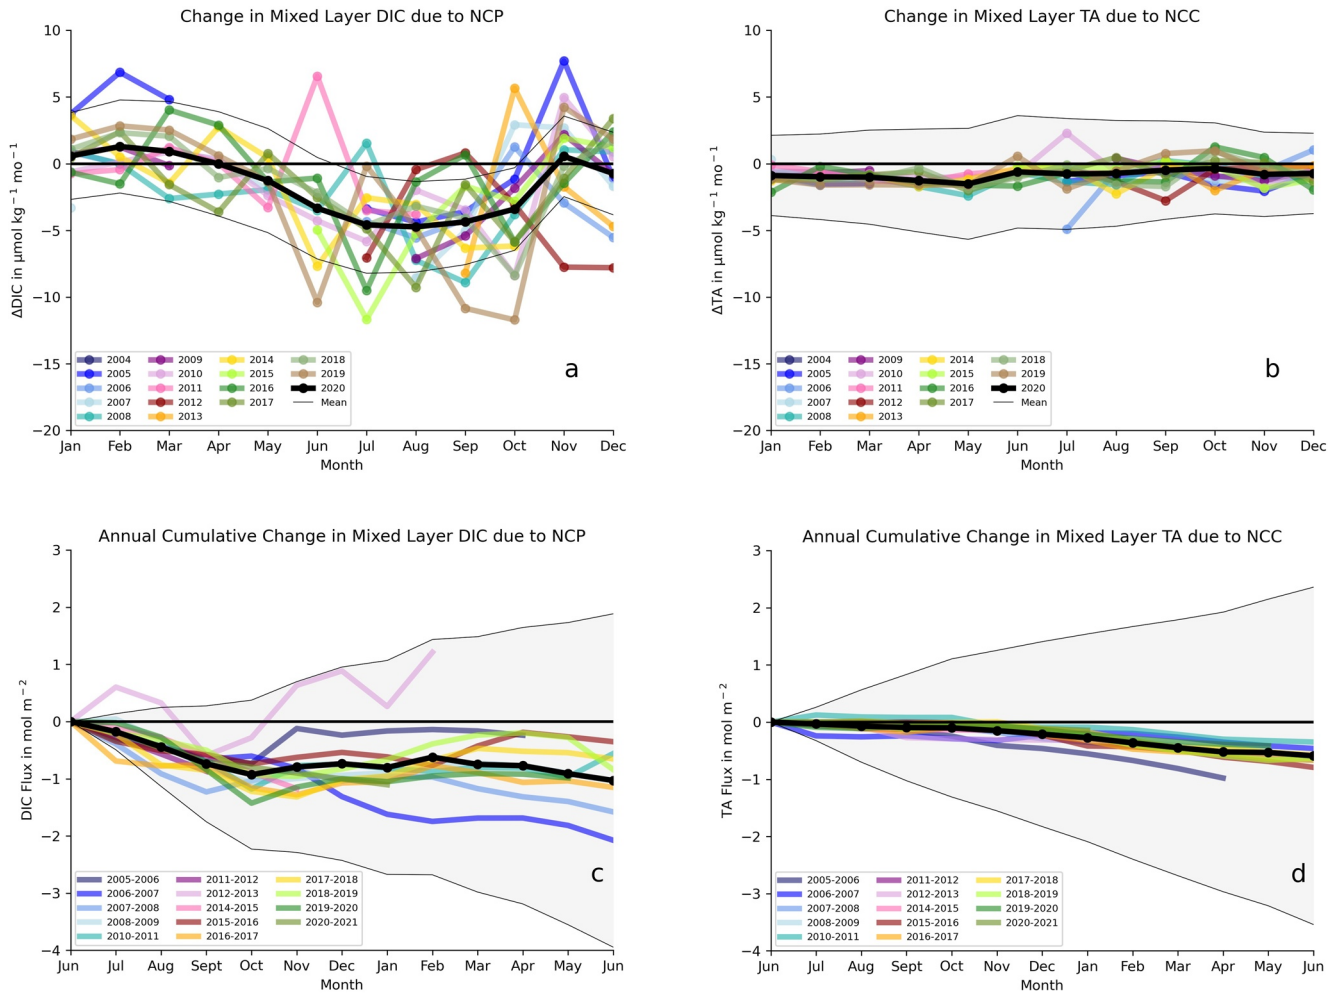 Change in Mixed Layer DIC due to NCP
10
5
0
−5
−10
−15
−20
ΔDIC in μmol kg⁻¹ mo⁻¹
2004 2009 2014 2018
2005 2010 2015 2019
2006 2011 2016 2020
2007 2012 2017 Mean
2008 2013
a
Jan Feb Mar Apr May Jun Jul Aug Sep Oct Nov Dec
Month
Change in Mixed Layer TA due to NCC
10
5
0
−5
−10
−15
−20
ΔTA in μmol kg⁻¹ mo⁻¹
2004 2009 2014 2018
2005 2010 2015 2019
2006 2011 2016 2020
2007 2012 2017 Mean
2008 2013
b
Jan Feb Mar Apr May Jun Jul Aug Sep Oct Nov Dec
Month
Annual Cumulative Change in Mixed Layer DIC due to NCP
3
2
1
0
−1
−2
−3
−4
DIC Flux in mol m⁻²
2005-2006 2011-2012 2017-2018
2006-2007 2012-2013 2018-2019
2007-2008 2014-2015 2019-2020
2008-2009 2015-2016 2020-2021
2010-2011 2016-2017
c
Jun Jul Aug Sept Oct Nov Dec Jan Feb Mar Apr May Jun
Month
Annual Cumulative Change in Mixed Layer TA due to NCC
3
2
1
0
−1
−2
−3
−4
TA Flux in mol m⁻²
2005-2006 2011-2012 2017-2018
2006-2007 2012-2013 2018-2019
2007-2008 2014-2015 2019-2020
2008-2009 2015-2016 2020-2021
2010-2011 2016-2017
d
Jun Jul Aug Sept Oct Nov Dec Jan Feb Mar Apr May Jun
Month